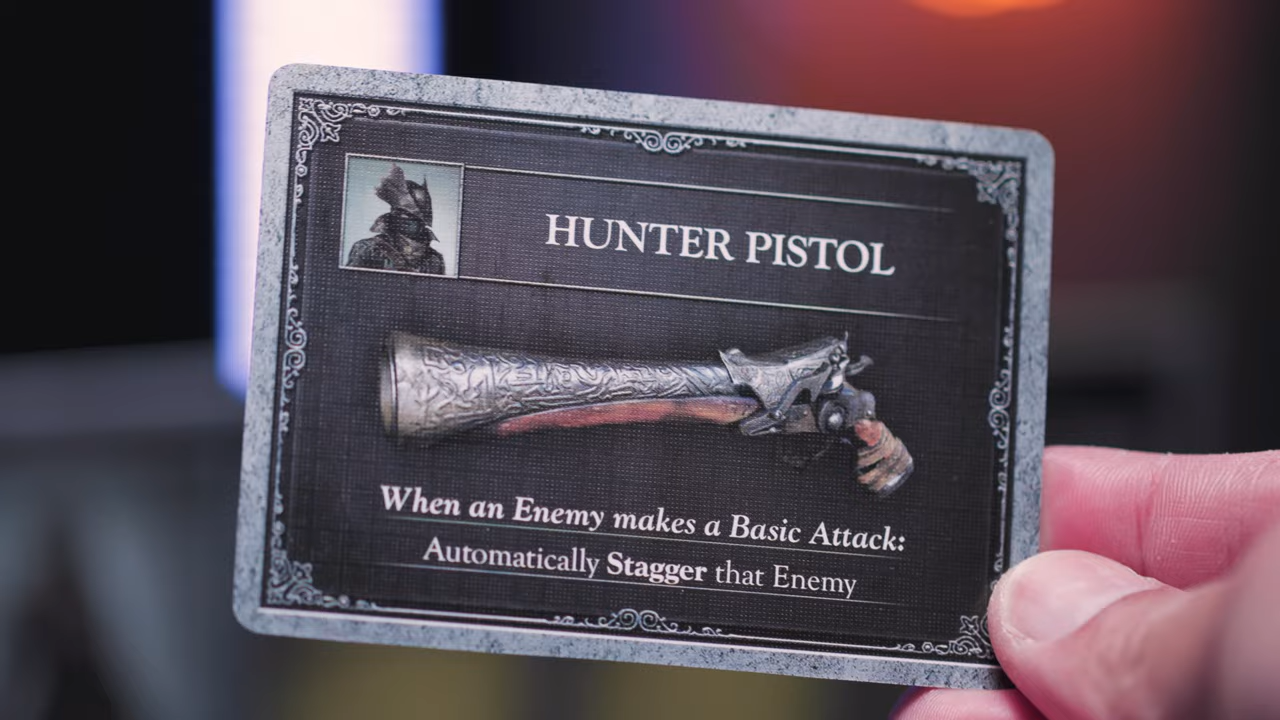 HUNTER PISTOL
When an Enemy makes a Basic Attack:
Automatically Stagger that Enemy